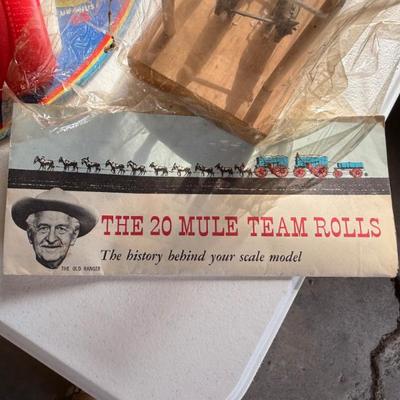 THE 20 MULE TEAM ROLLS
The history behind your scale model
THE OLD RANGER